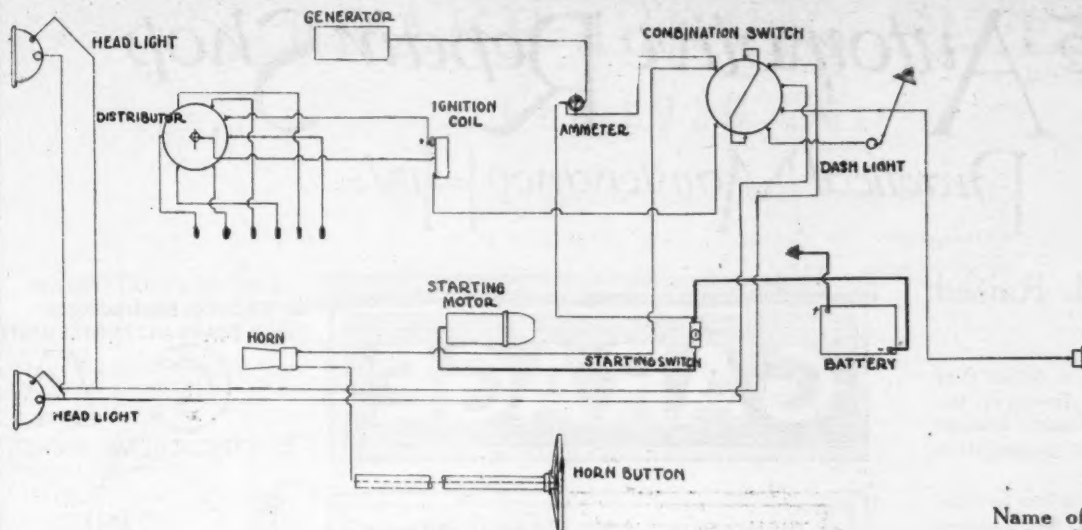 GENERATOR
HEAD LIGHT
COMBINATION SWITCH
DISTRIBUTOR
IGNITION
COIL
AMMETER
DASH LIGHT
STARTING
MOTOR
HORN
STARTING SWITCH
BATTERY
HEAD LIGHT
HORN BUTTON
Name of